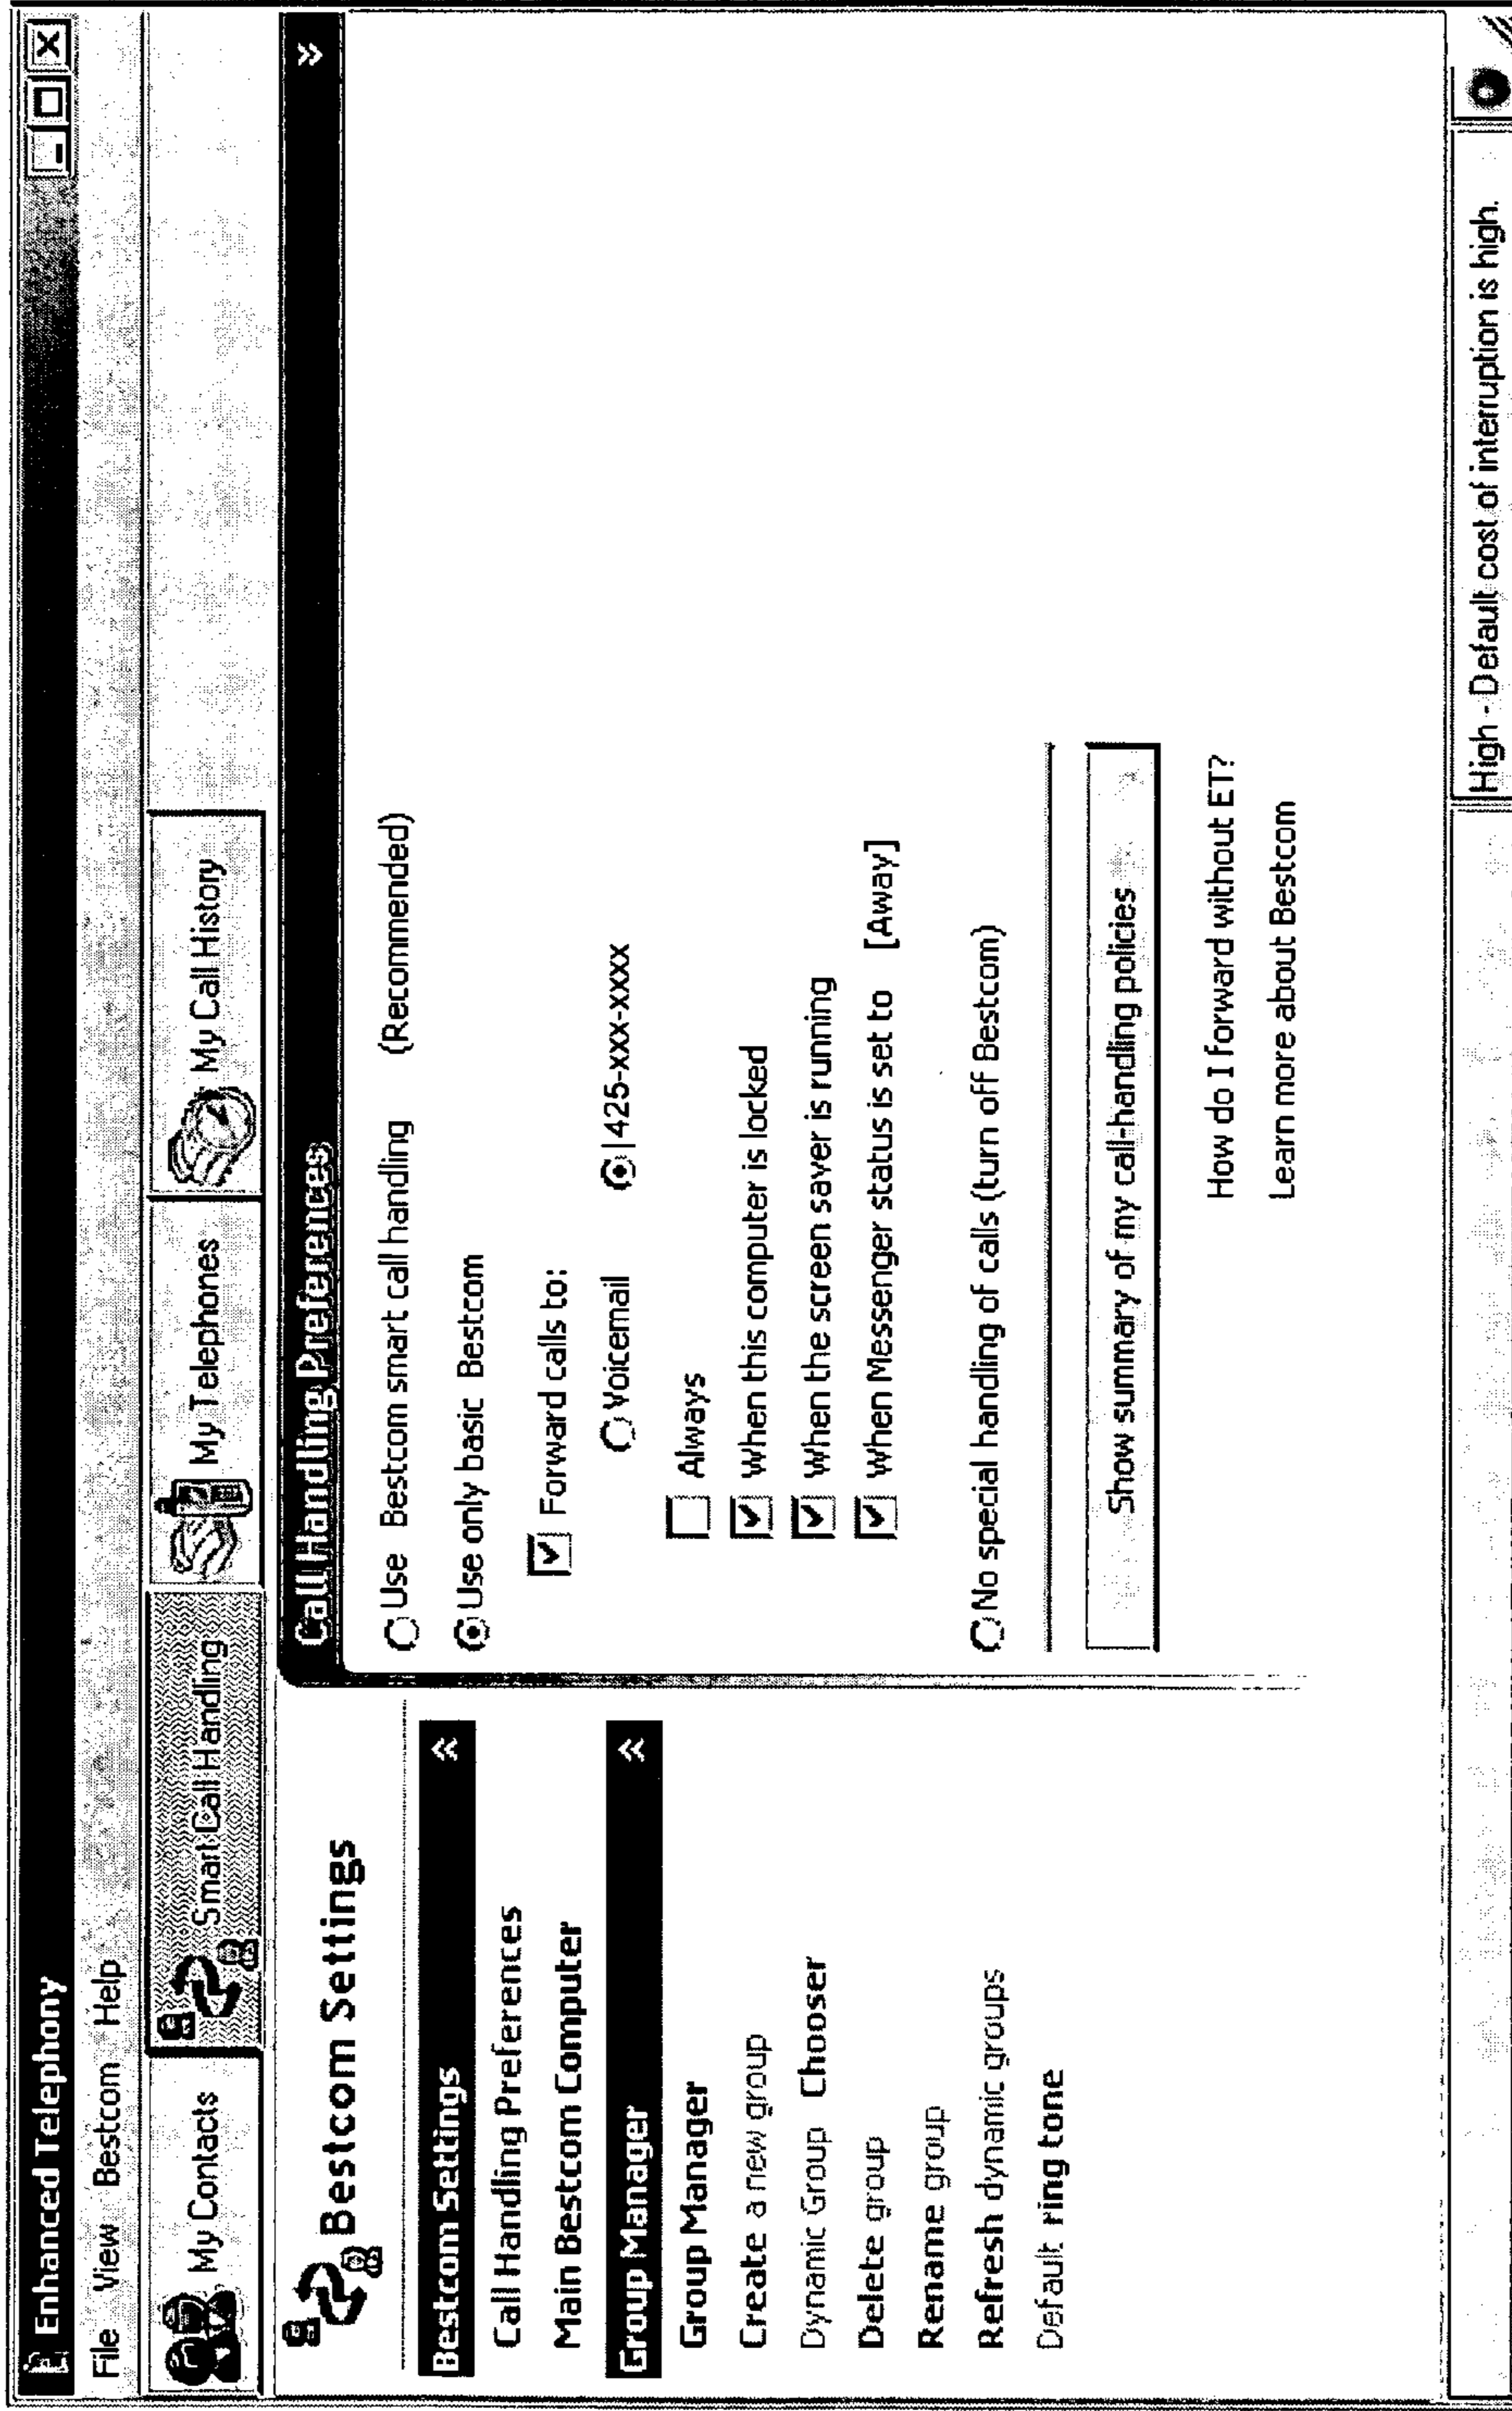 Enhanced Telephony
File View Bestcom Help
My Contacts Smart Call Handling My Telephones My Call History
Bestcom Settings
Bestcom Settings
Call Handling Preferences
Main Bestcom Computer
Group Manager
Group Manager
Create a new group
Dynamic Group Chooser
Delete group
Rename group
Refresh dynamic groups
Default ring tone
Call Handling Preferences
Use Bestcom smart call handling (Recommended)
Use only basic Bestcom
Forward calls to:
Voicemail 425-xxx-xxxx
Always
When this computer is locked
When the screen saver is running
When Messenger status is set to [Away]
No special handling of calls (turn off Bestcom)
Show summary of my call-handling policies
How do I forward without ET?
Learn more about Bestcom
High - Default cost of interruption is high.